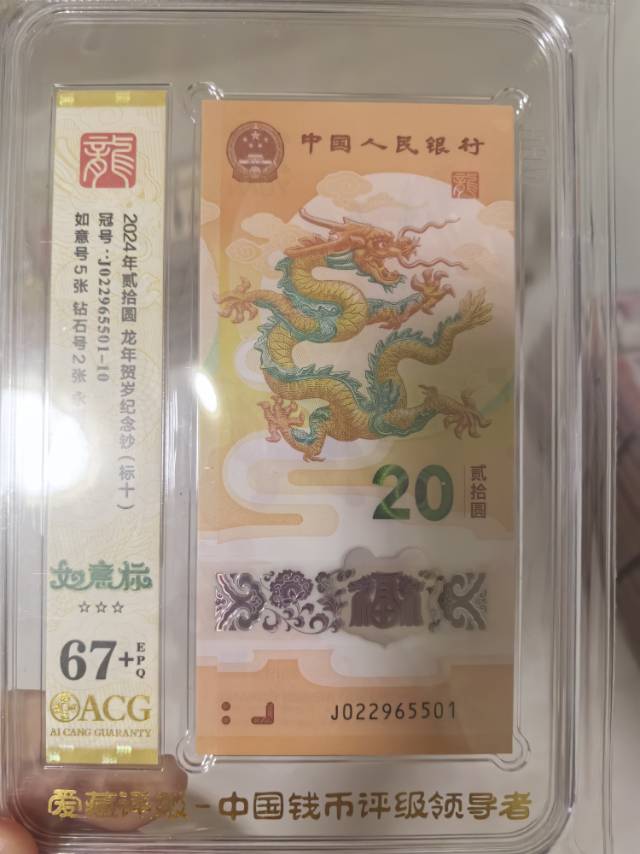 龍
2024年贰拾圆 龙年贺岁纪念钞(标十)
冠号:J022965501-10
如意号5张 钻石号2张
如意标
☆☆☆
67+
EPQ
ACG
AI CANG GUARANTY
中国人民银行
龍
20
贰拾圆
福
J022965501
爱藏评级-中国钱币评级领导者